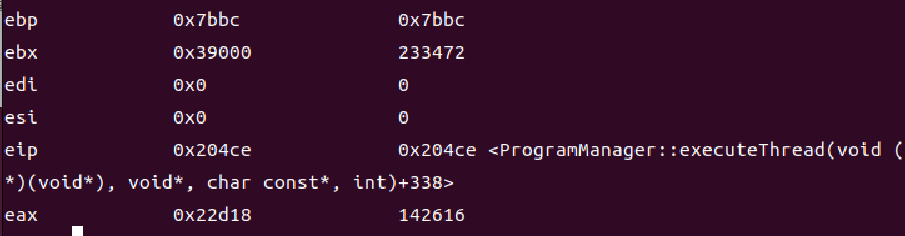 ebp 0x7bbc 0x7bbc
ebx 0x39000 233472
edi 0x0 0
esi 0x0 0
eip 0x204ce 0x204ce <ProgramManager::executeThread(void (
*)(void*), void*, char const*, int)+338>
eax 0x22d18 142616